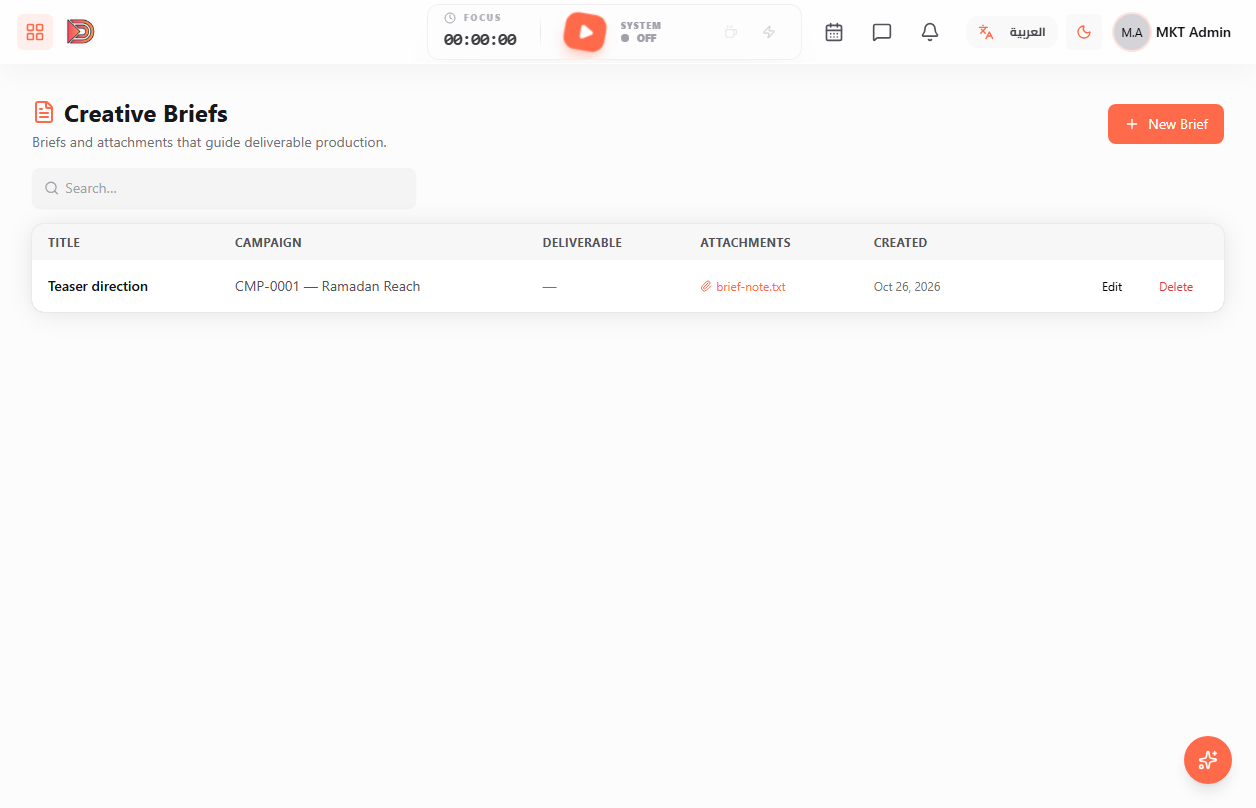 FOCUS
00:00:00
SYSTEM
OFF
العربية
M.A
MKT Admin
Creative Briefs
Briefs and attachments that guide deliverable production.
New Brief
Search...
TITLE CAMPAIGN DELIVERABLE ATTACHMENTS CREATED
Teaser direction CMP-0001 — Ramadan Reach — brief-note.txt Oct 26, 2026 Edit Delete